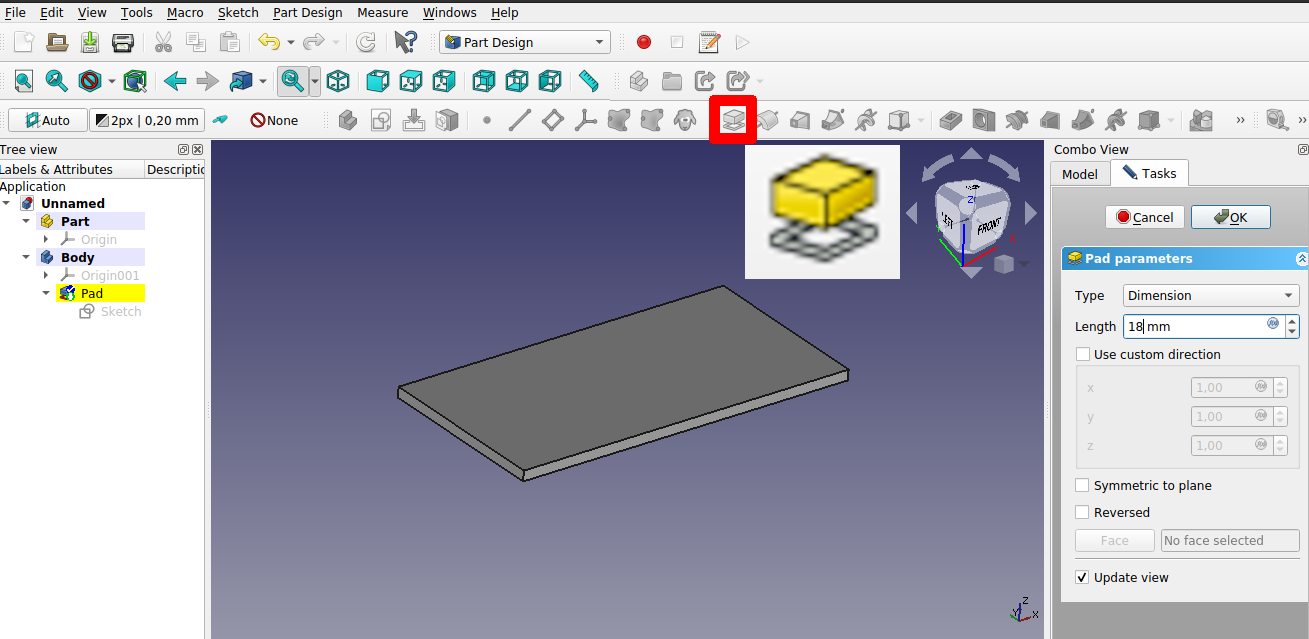 File Edit View Tools Macro Sketch Part Design Measure Windows Help
Part Design
Auto 2px | 0,20 mm None
Tree view
Labels & Attributes Descriptic
Application
Unnamed
Part
Origin
Body
Origin001
Pad
Sketch
FRONT
Z
X
Y
Combo View
Model Tasks
Cancel OK
Pad parameters
Type Dimension
Length 18 mm
Use custom direction
x 1,00
y 1,00
z 1,00
Symmetric to plane
Reversed
Face No face selected
Update view